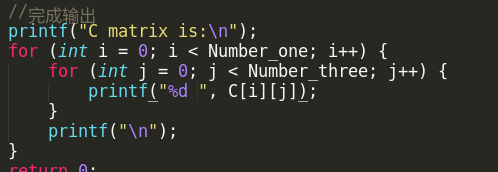 //完成输出
printf("C matrix is:\n");
for (int i = 0; i < Number_one; i++) {
    for (int j = 0; j < Number_three; j++) {
        printf("%d ", C[i][j]);
    }
    printf("\n");
}
return 0;